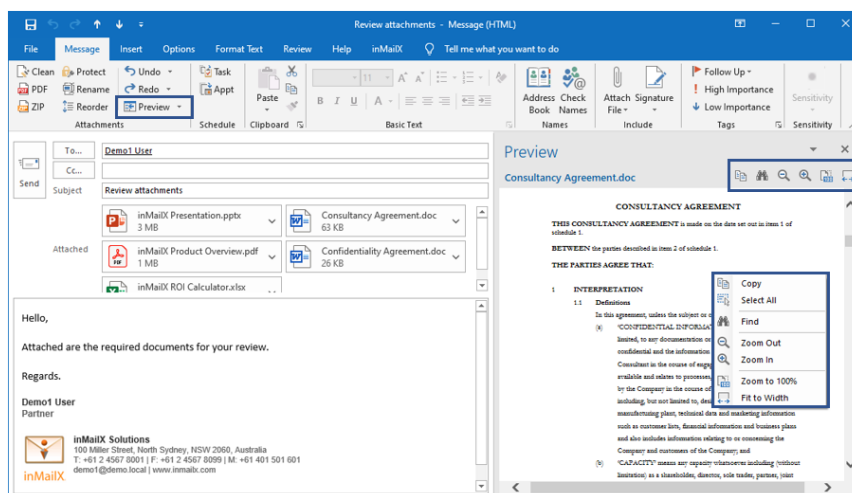 Review attachments - Message (HTML)
File Message Insert Options Format Text Review Help inMailX Tell me what you want to do
Clean Protect Undo Task Follow Up
PDF Rename Redo Appt 11 High Importance
ZIP Reorder Preview Paste B I U A Address Book Check Names Attach File Signature Low Importance Sensitivity
Attachments Schedule Clipboard Basic Text Names Include Tags Sensitivity
To... Demo1 User
Cc...
Send
Subject Review attachments
inMailX Presentation.pptx
3 MB
Consultancy Agreement.doc
63 KB
Attached
inMailX Product Overview.pdf
1 MB
Confidentiality Agreement.doc
26 KB
inMailX ROI Calculator.xlsx
Hello,
Attached are the required documents for your review.
Regards.
Demo1 User
Partner
inMailX
inMailX Solutions
100 Miller Street, North Sydney, NSW 2060, Australia
T: +61 2 4567 8001 | F: +61 2 4567 8099 | M: +61 401 501 601
demo1@demo.local | www.inmailx.com
Preview
Consultancy Agreement.doc
CONSULTANCY AGREEMENT
THIS CONSULTANCY AGREEMENT is made on the date set out in item 1 of
schedule 1.
BETWEEN the parties described in item 2 of schedule 1.
THE PARTIES AGREE THAT:
1 INTERPRETATION
1.1 Definitions
In this agreement, unless the subject or
(a) "CONFIDENTIAL INFORMA
limited, to any documentation or
confidential and the information
Consultant in the course of engag
available and relates to processes,
by the Company in the course of
including, but not limited to, desi
manufacturing plant, technical data and marketing information
such as customer lists, financial information and business plans
and also includes information relating to or concerning the
Company and customers of the Company; and
(b) "CAPACITY" means any capacity whatsoever including (without
limitation) as a shareholder, director, sole trader, partner, joint
Copy
Select All
Find
Zoom Out
Zoom In
Zoom to 100%
Fit to Width